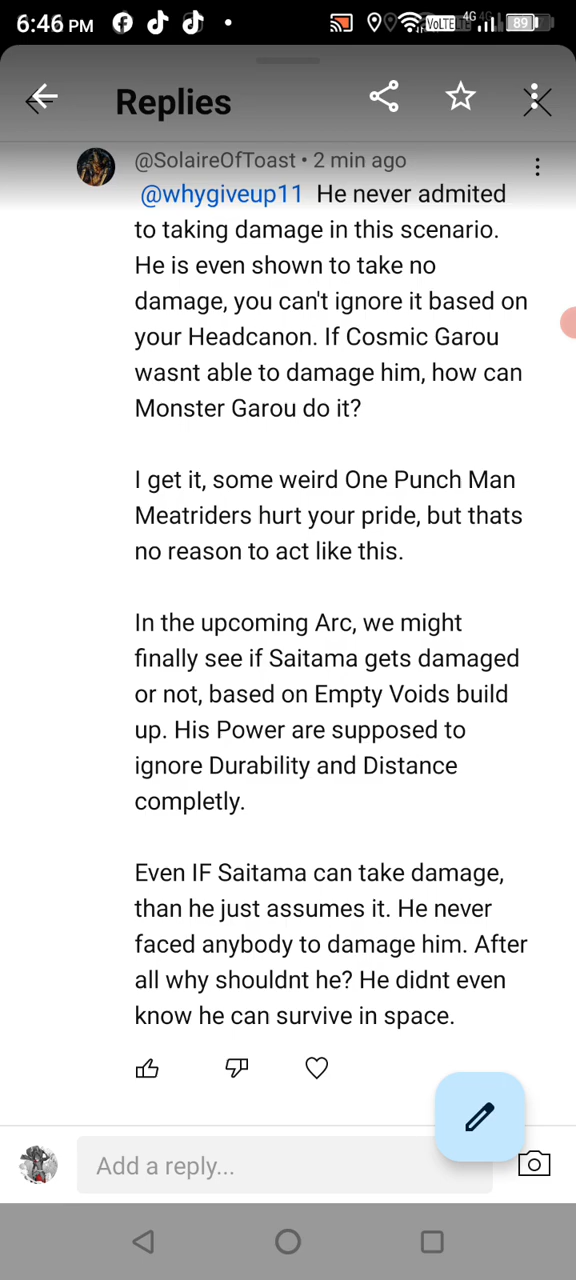 6:46 PM
VoLTE 4G 4G 89
Replies
@SolaireOfToast • 2 min ago
@whygiveup11 He never admited
to taking damage in this scenario.
He is even shown to take no
damage, you can't ignore it based on
your Headcanon. If Cosmic Garou
wasnt able to damage him, how can
Monster Garou do it?
I get it, some weird One Punch Man
Meatriders hurt your pride, but thats
no reason to act like this.
In the upcoming Arc, we might
finally see if Saitama gets damaged
or not, based on Empty Voids build
up. His Power are supposed to
ignore Durability and Distance
completly.
Even IF Saitama can take damage,
than he just assumes it. He never
faced anybody to damage him. After
all why shouldnt he? He didnt even
know he can survive in space.
Add a reply...